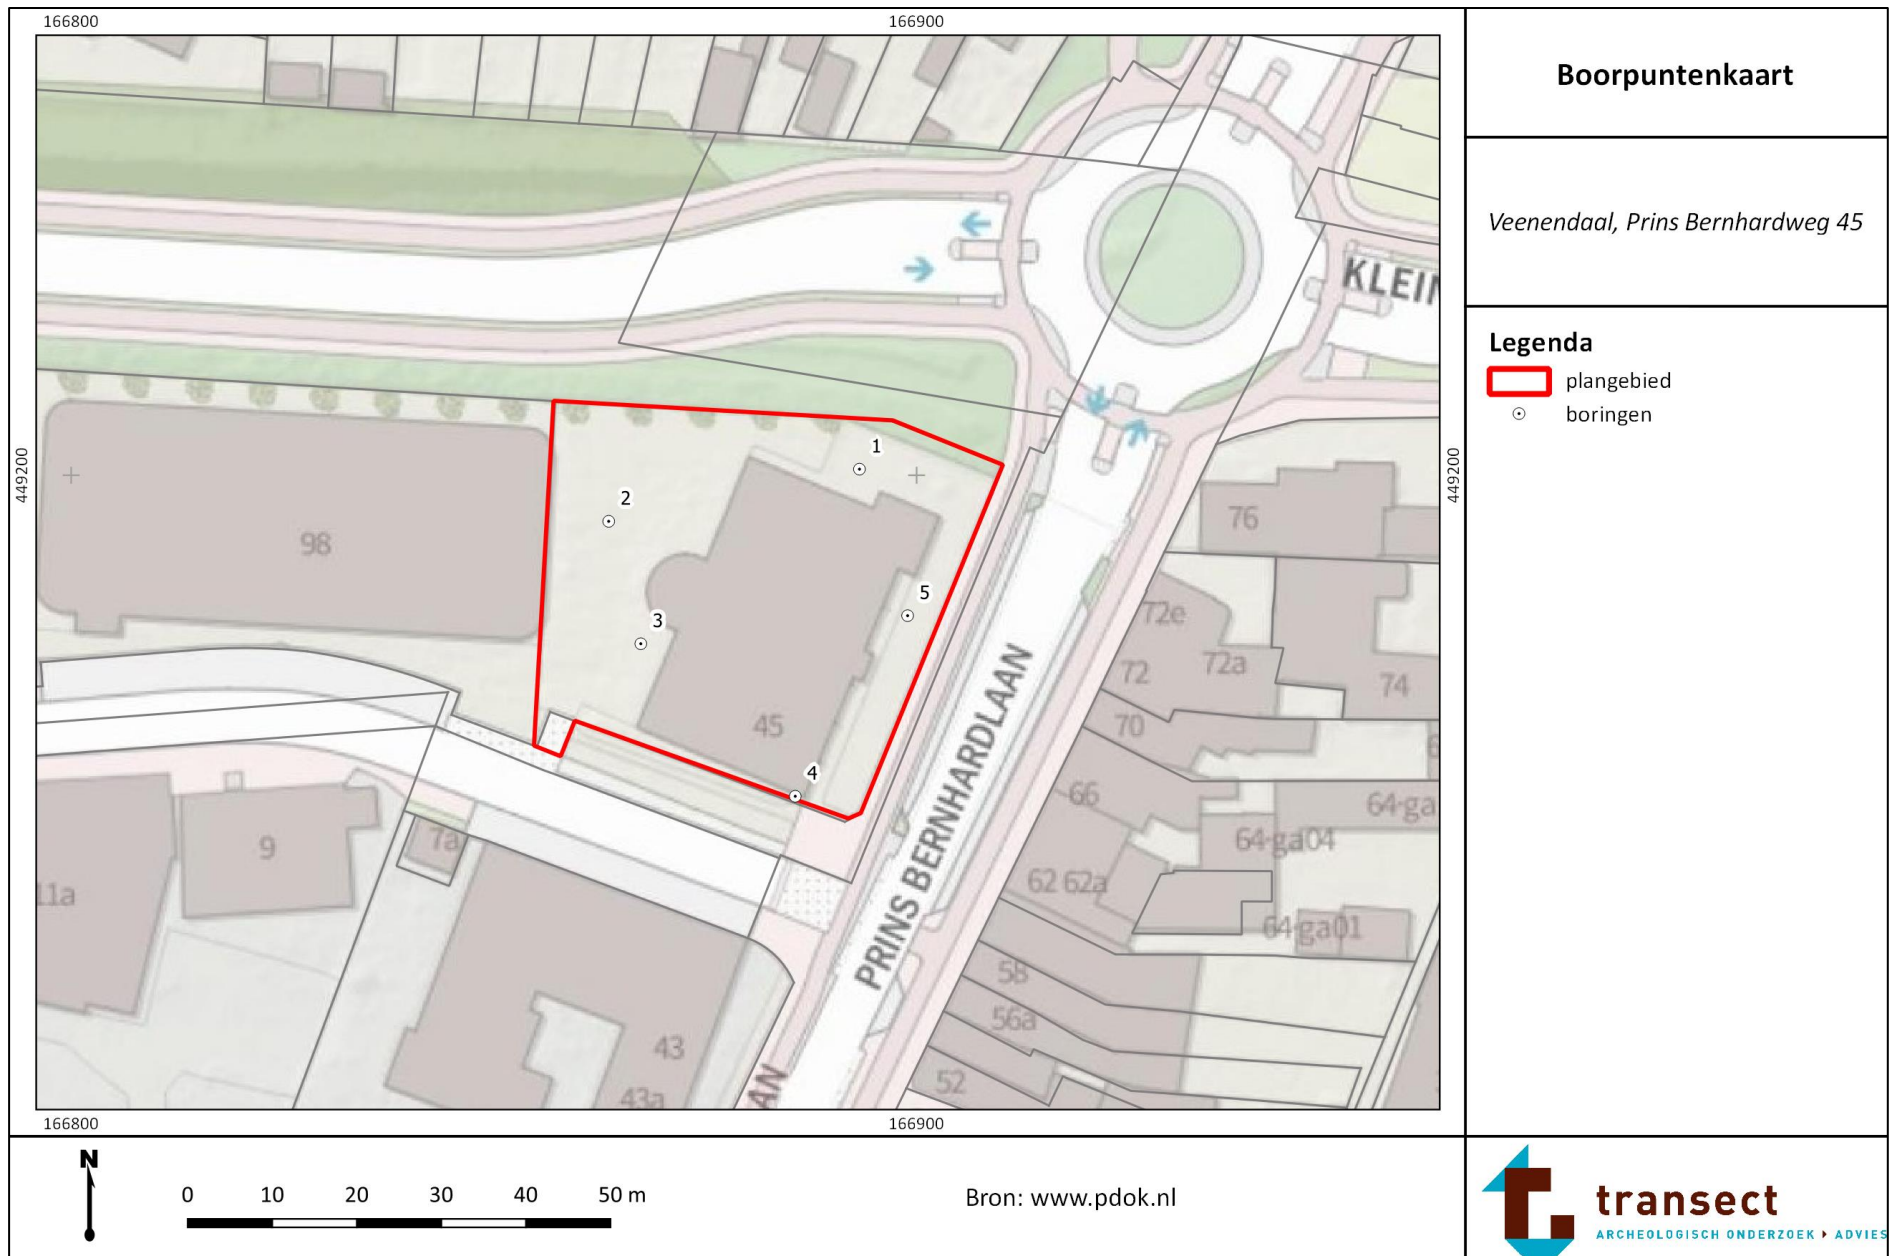 166800
166900
449200
449200
KLEIN
98
1
2
3
5
45
4
PRINS BERNHARDLAAN
76
72e
72
72a
74
70
66
64-ga
64-ga04
62 62a
64-ga01
58
56a
52
9
7a
11a
43
43a
AN
166800
166900
N
0 10 20 30 40 50 m
Bron: www.pdok.nl
Boorpuntenkaart
Veenendaal, Prins Bernhardweg 45
Legenda
plangebied
boringen
transect
ARCHEOLOGISCH ONDERZOEK ▸ ADVIES